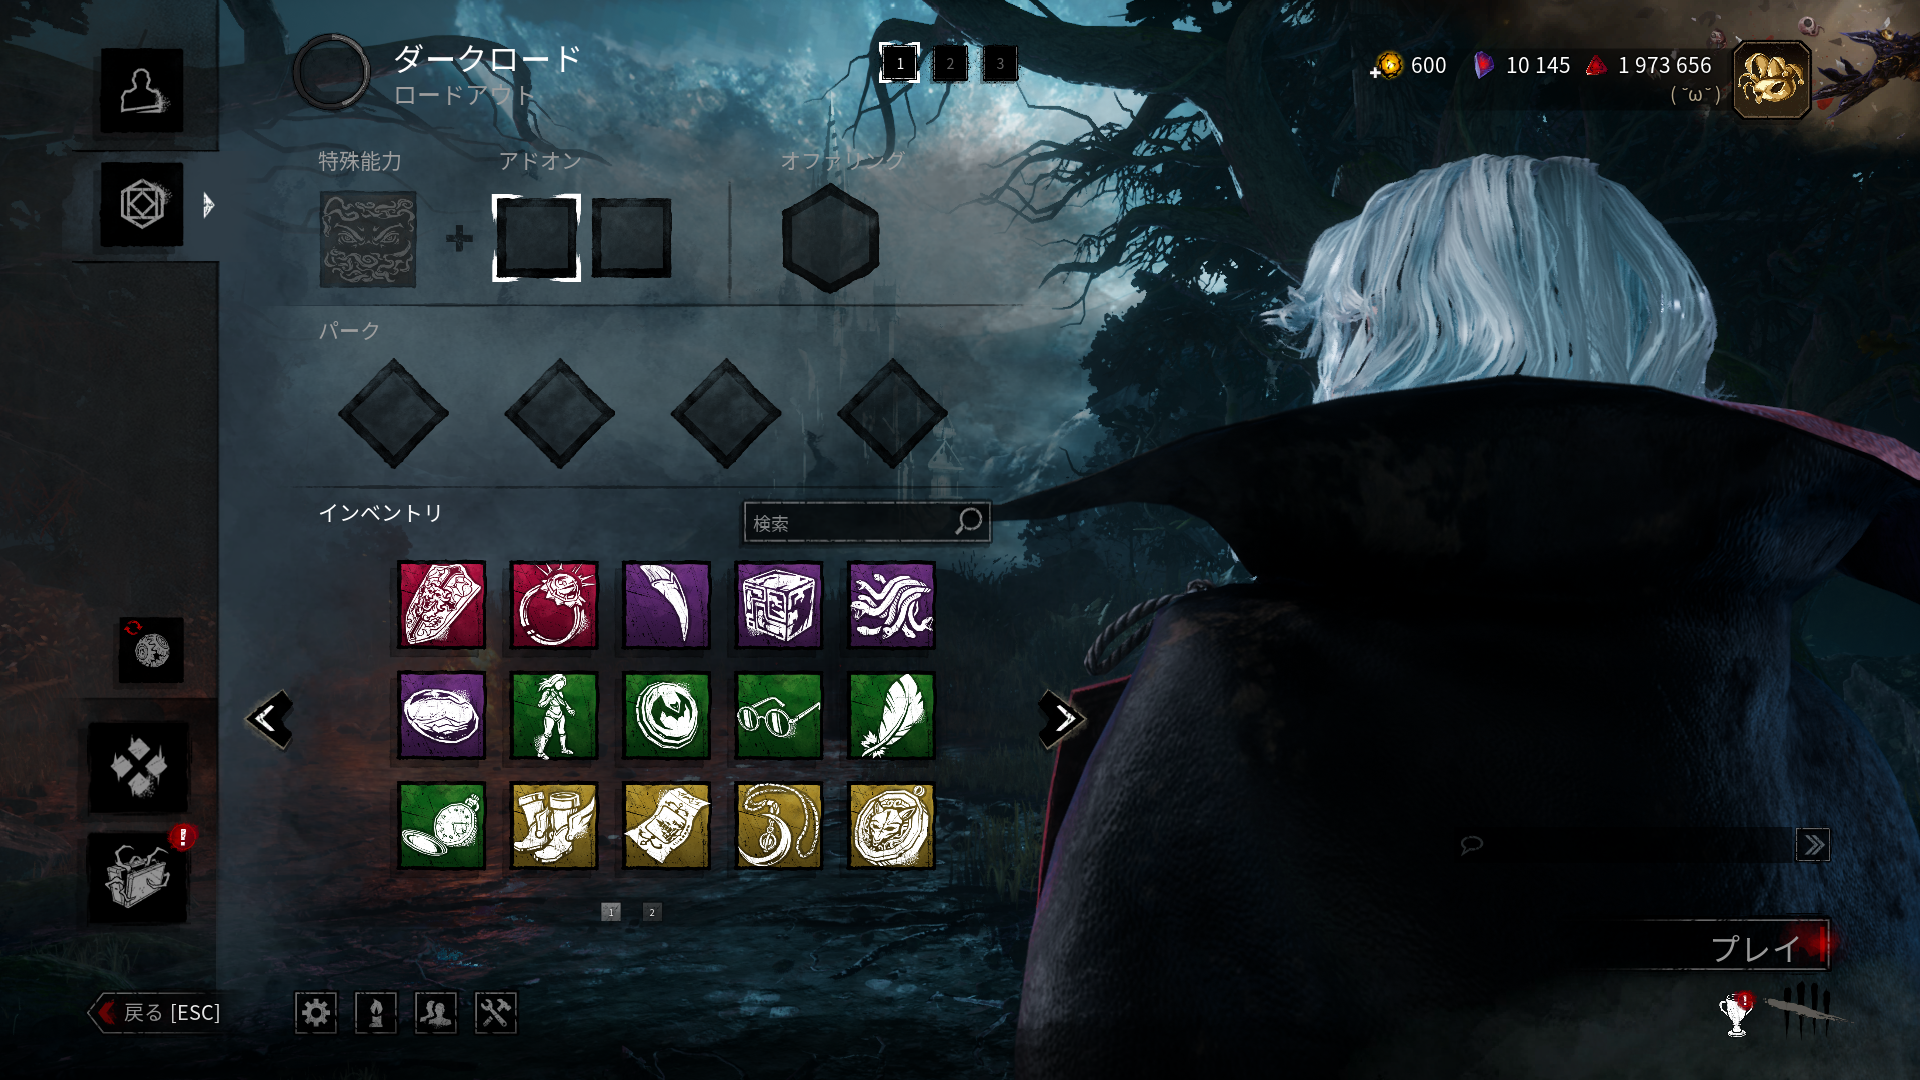 ダークロード
ロードアウト
1 2 3
600 10 145 1 973 656
( ˘ω˘ )
特殊能力 アドオン オファリング
パーク
インベントリ
検索
1 2
プレイ
戻る [ESC]